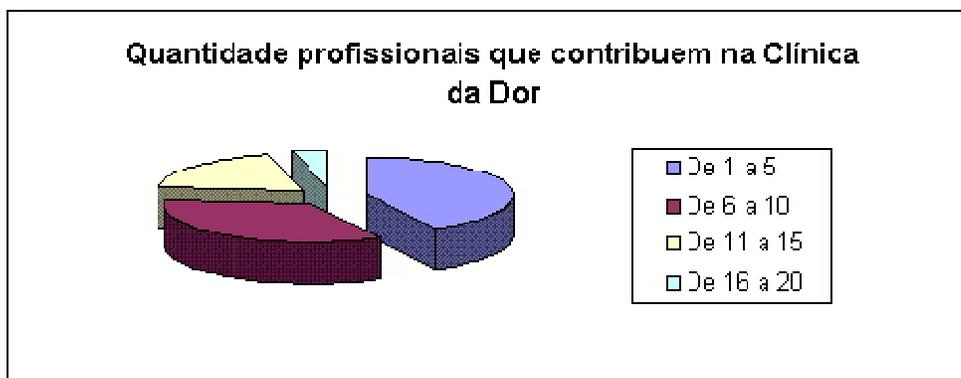 Quantidade profissionais que contribuem na Clínica
da Dor
De 1 a 5
De 6 a 10
De 11 a 15
De 16 a 20